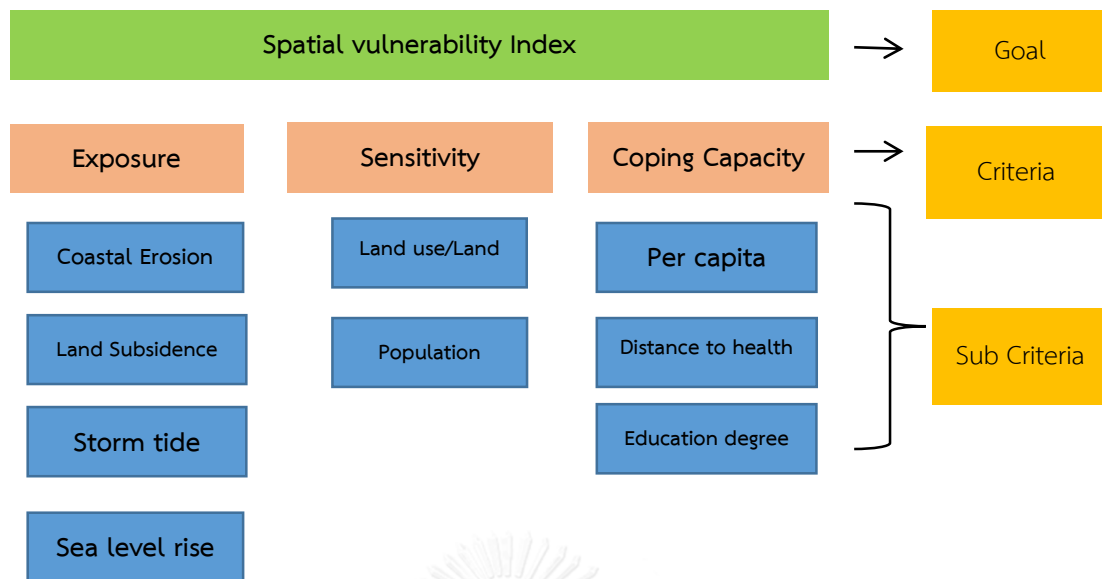 Spatial vulnerability Index
Goal
Exposure
Sensitivity
Coping Capacity
Criteria
Coastal Erosion
Land use/Land
Per capita
Land Subsidence
Population
Distance to health
Sub Criteria
Storm tide
Education degree
Sea level rise